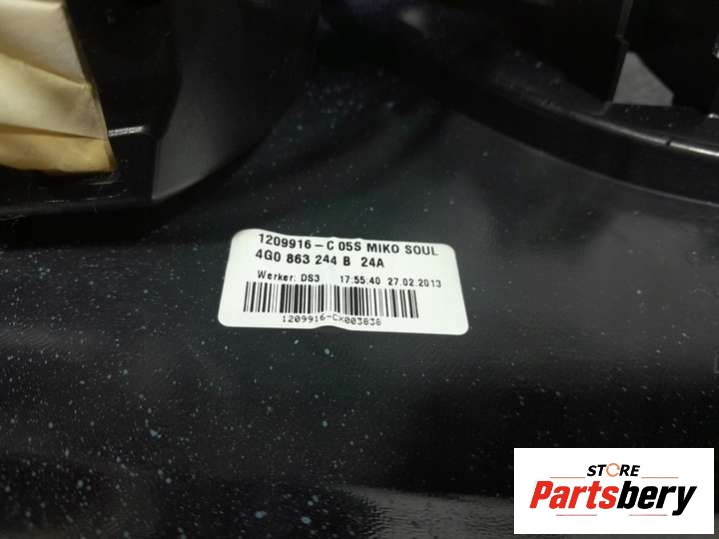 1209916-C 05S MIKO SOUL
4G0 863 244 B 24A
Werker: DS3 17:55:40 27.02.2013
1209916-CX003838
STORE
Partsbery